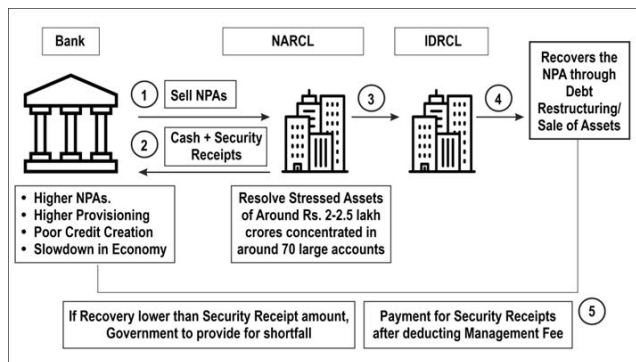 Bank
NARCL
IDRCL
1
Sell NPAs
2
Cash + Security
Receipts
3
4
Recovers the
NPA through
Debt
Restructuring/
Sale of Assets
• Higher NPAs.
• Higher Provisioning
• Poor Credit Creation
• Slowdown in Economy
Resolve Stressed Assets
of Around Rs. 2-2.5 lakh
crores concentrated in
around 70 large accounts
If Recovery lower than Security Receipt amount,
Government to provide for shortfall
Payment for Security Receipts
after deducting Management Fee
5